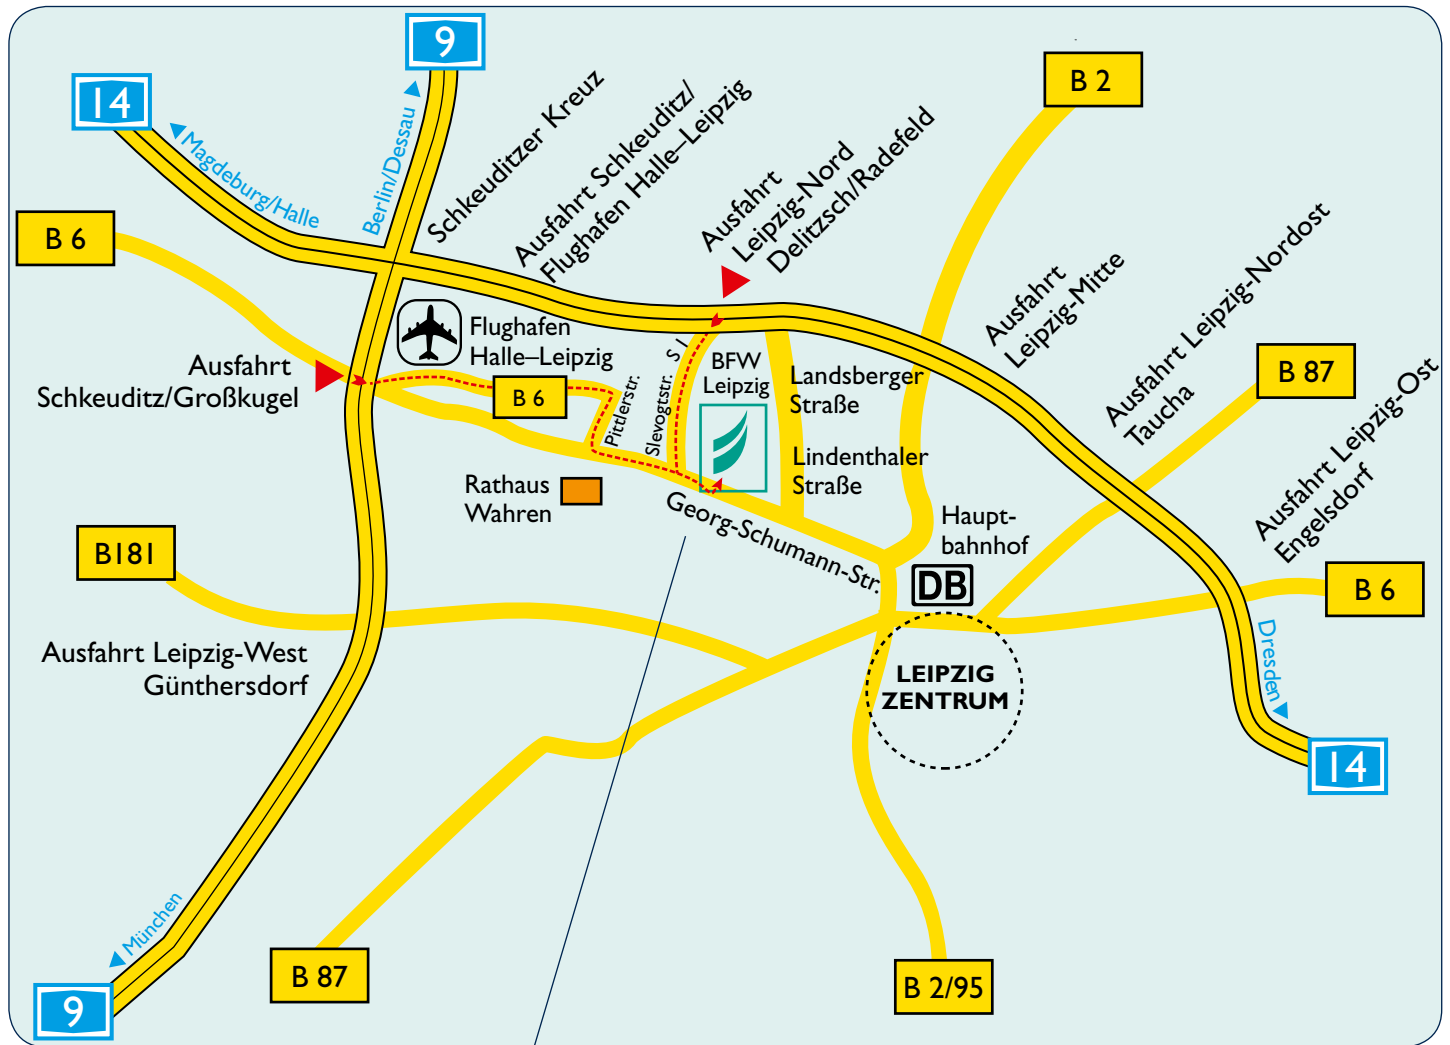 9
14
B 2
Magdeburg/Halle
Berlin/Dessau
Schkeuditzer Kreuz
Ausfahrt Schkeuditz/
Flughafen Halle–Leipzig
Ausfahrt
Leipzig-Nord
Delitzsch/Radefeld
B 6
Ausfahrt
Leipzig-Mitte
Ausfahrt Leipzig-Nordost
Taucha
Flughafen
Halle–Leipzig
Ausfahrt
Schkeuditz/Großkugel
B 6
Pittlerstr.
Slevogtstr.
S 1
BFW
Leipzig
Landsberger
Straße
B 87
Ausfahrt Leipzig-Ost
Engelsdorf
Lindenthaler
Straße
Rathaus
Wahren
Georg-Schumann-Str.
Haupt-
bahnhof
DB
B181
B 6
Ausfahrt Leipzig-West
Günthersdorf
LEIPZIG
ZENTRUM
Dresden
14
München
B 87
B 2/95
9